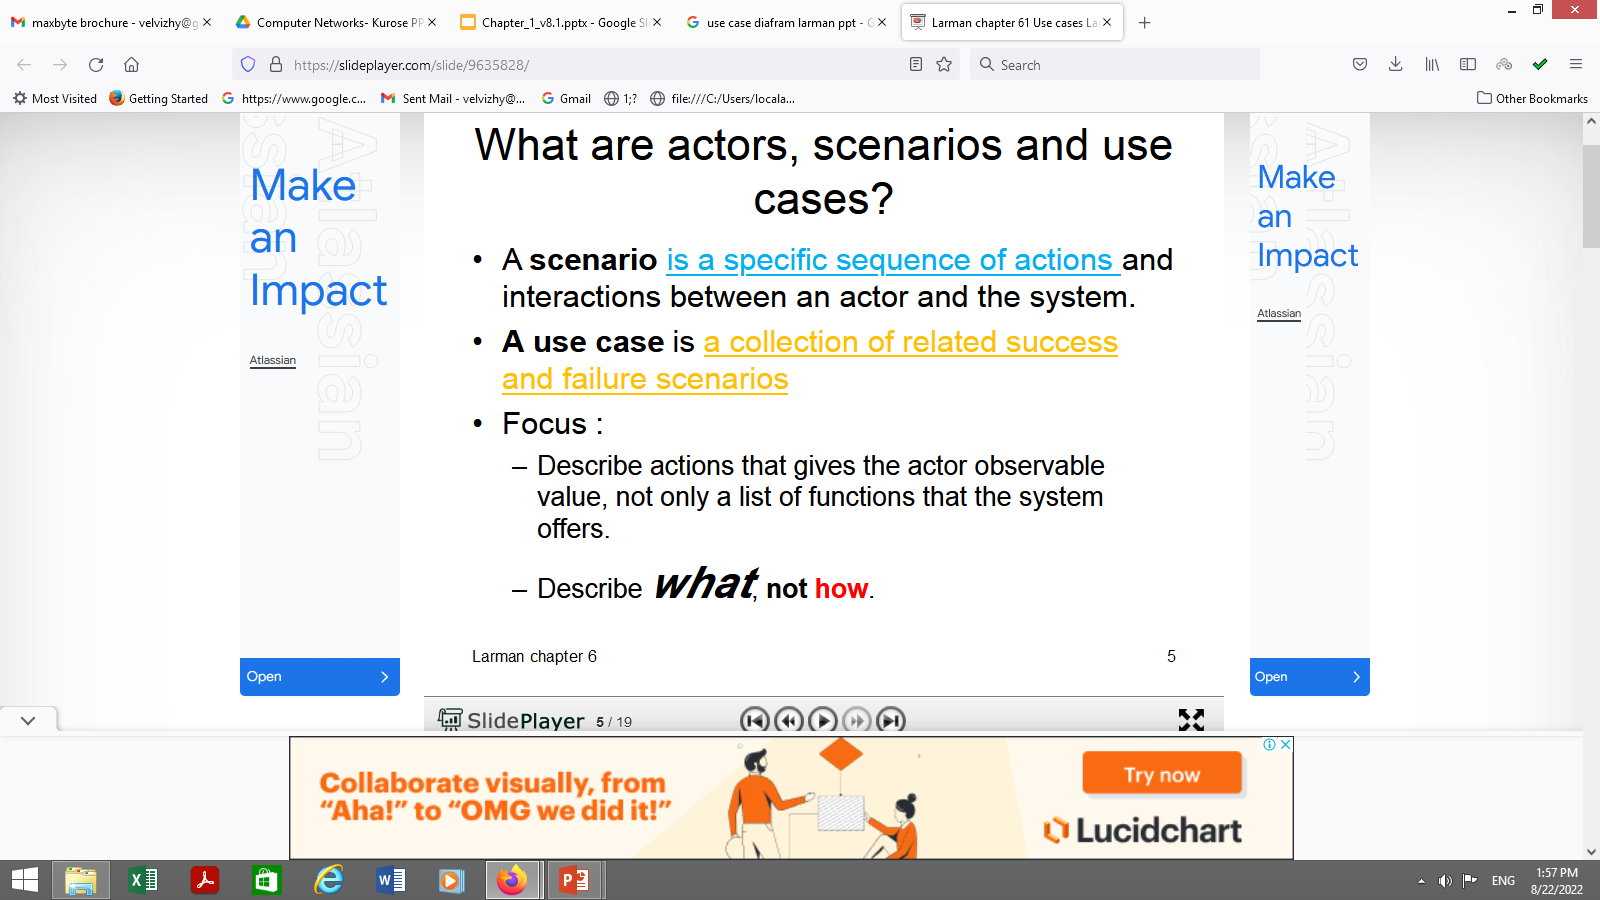 maxbyte brochure - velvizhy@g
Computer Networks- Kurose PP
Chapter_1_v8.1.pptx - Google Sli
use case diafram larman ppt - G
Larman chapter 61 Use cases La
https://slideplayer.com/slide/9635828/
Search
Most Visited
Getting Started
https://www.google.c...
Sent Mail - velvizhy@...
Gmail
1;?
file:///C:/Users/locala...
Other Bookmarks
Atlassian
Make
an
Impact
Atlassian
Open
What are actors, scenarios and use
cases?
• A scenario is a specific sequence of actions and
interactions between an actor and the system.
• A use case is a collection of related success
and failure scenarios
• Focus :
– Describe actions that gives the actor observable
value, not only a list of functions that the system
offers.
– Describe what, not how.
Larman chapter 6
5
Atlassian
Make
an
Impact
Atlassian
Open
SlidePlayer
5 / 19
Collaborate visually, from
“Aha!” to “OMG we did it!”
Try now
Lucidchart
ENG
1:57 PM
8/22/2022